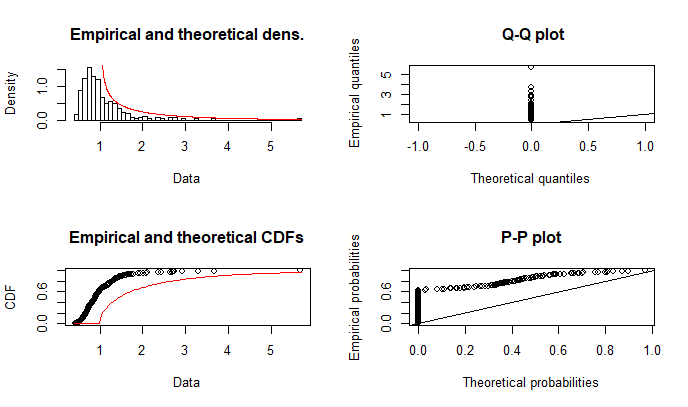 Empirical and theoretical dens.
Density
0.0 1.0
1 2 3 4 5
Data
Q-Q plot
Empirical quantiles
1 3 5
-1.0 -0.5 0.0 0.5 1.0
Theoretical quantiles
Empirical and theoretical CDFs
CDF
0.0 0.6
1 2 3 4 5
Data
P-P plot
Empirical probabilities
0.0 0.6
0.0 0.2 0.4 0.6 0.8 1.0
Theoretical probabilities